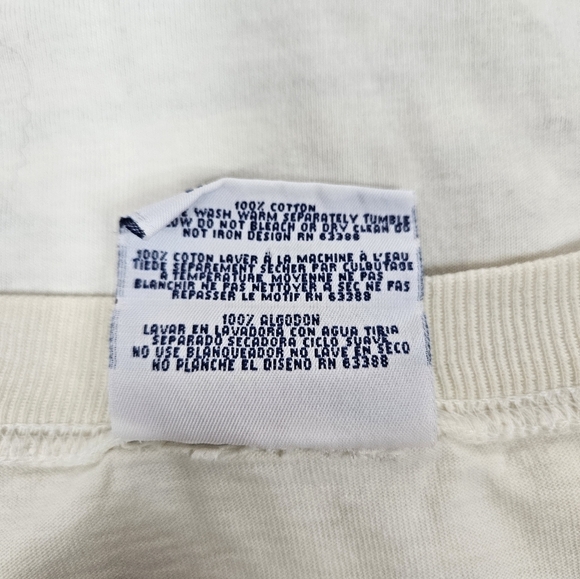 100% COTTON
WASH WARM SEPARATELY TUMBLE
LOW DO NOT BLEACH OR DRY CLEAN DO
NOT IRON DESIGN RN 63388
100% COTON LAVER À LA MACHINE À L'EAU
TIEDE SÉPAREMENT SECHER PAR CULBUTAGE
A TEMPERATURE MOYENNE NE PAS
BLANCHIR NE PAS NETTOYER A SEC NE PAS
REPASSER LE MOTIF RN 63388
100% ALGODON
LAVAR EN LAVADORA CON AGUA TIBIA
SEPARADO SECADORA CICLO SUAVE
NO USE BLANQUEADOR NO LAVE EN SECO
NO PLANCHE EL DISENO RN 63388